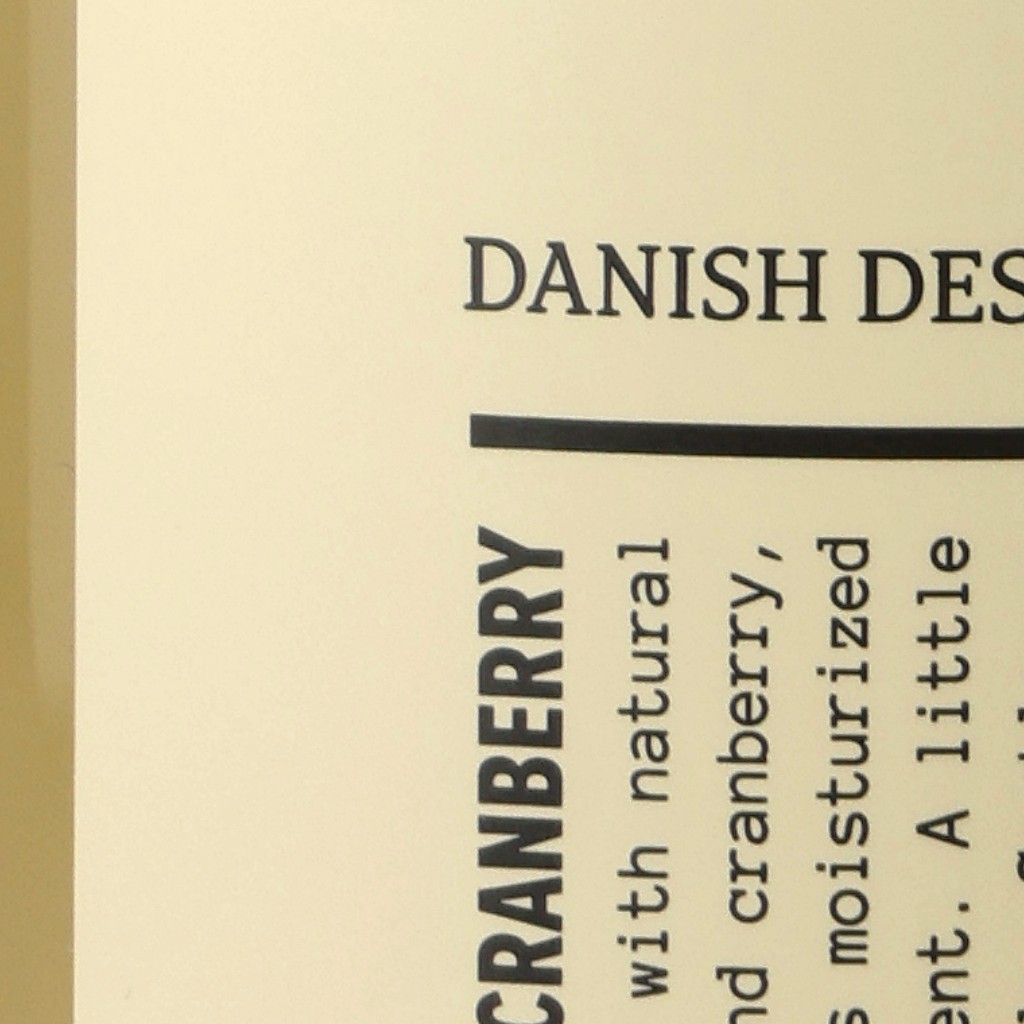 DANISH DES
CRANBERRY
with natural
nd cranberry,
s moisturized
ent. A little